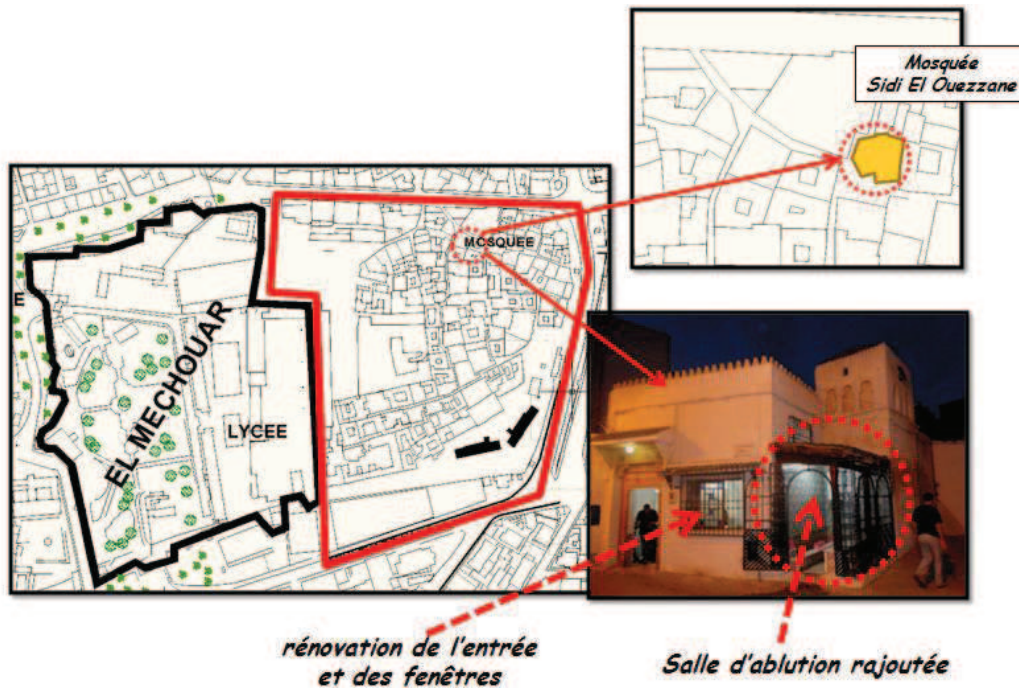 Mosquée
Sidi El Ouezzane
MOSQUEE
E
EL MECHOUAR
LYCEE
rénovation de l'entrée
et des fenêtres
Salle d'ablution rajoutée